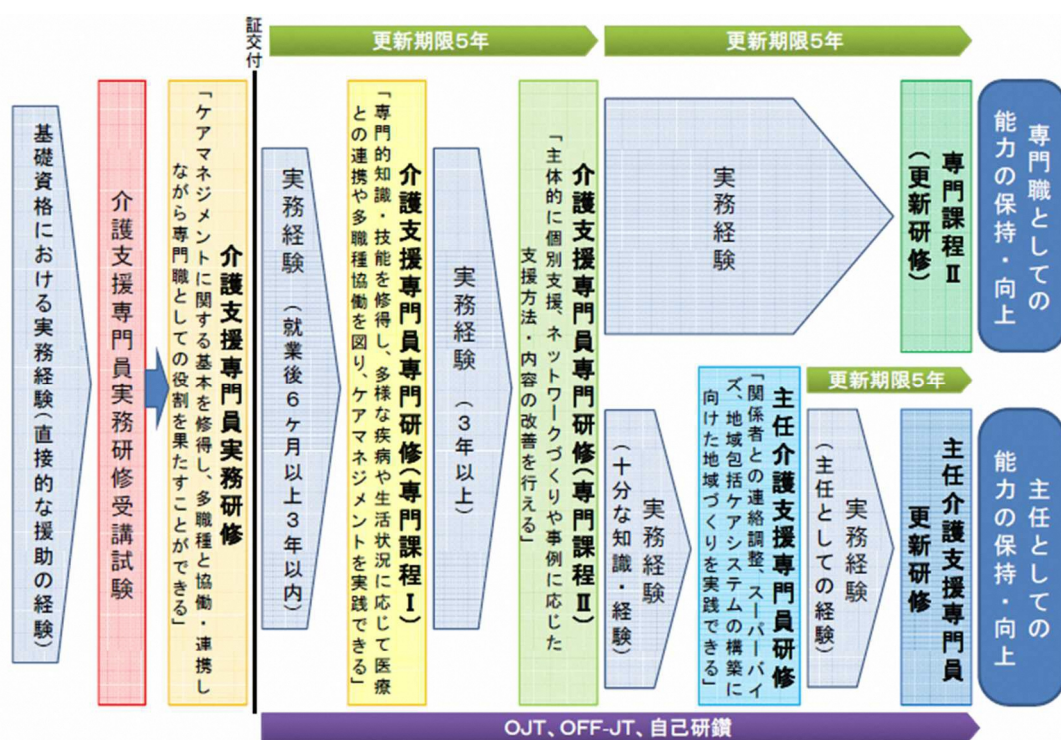 証交付
更新期限5年
更新期限5年
基礎資格における実務経験(直接的な援助の経験)
介護支援専門員実務研修受講試験
介護支援専門員実務研修
「ケアマネジメントに関する基本を修得し、多職種と協働・連携し
ながら専門職としての役割を果たすことができる」
実務経験 (就業後6ヶ月以上3年以内)
介護支援専門員専門研修(専門課程Ⅰ)
「専門的知識・技能を修得し、多様な疾病や生活状況に応じて医療
との連携や多職種協働を図り、ケアマネジメントを実践できる」
実務経験 (3年以上)
介護支援専門員専門研修(専門課程Ⅱ)
「主体的に個別支援、ネットワークづくりや事例に応じた
支援方法・内容の改善を行える」
実務経験
専門課程Ⅱ
(更新研修)
専門職としての
能力の保持・向上
実務経験
(十分な知識・経験)
主任介護支援専門員研修
「関係者との連絡調整、スーパーバイ
ズ、地域包括ケアシステムの構築に
向けた地域づくりを実践できる」
更新期限5年
実務経験
(主任としての経験)
主任介護支援専門員
更新研修
主任としての
能力の保持・向上
OJT、OFF-JT、自己研鑽